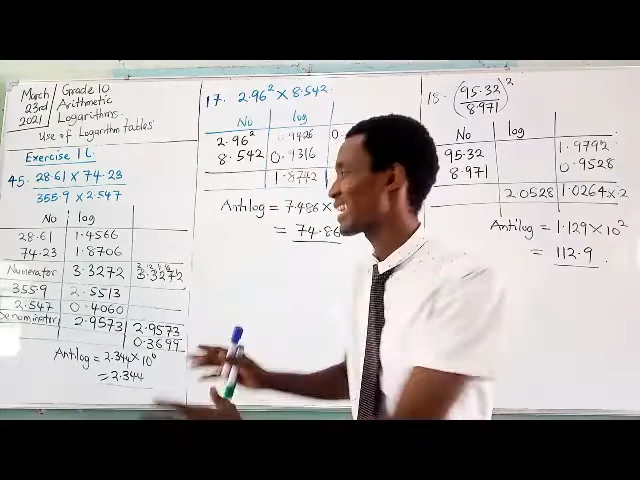 March 23rd 2021
Grade 10
Arithmetic
Logarithms.
Use of Logarithm tables
Exercise 1L
45. 28.61 × 74.23
355.9 × 2.547
No log
28.61 1.4566
74.23 1.8706
Numerator 3.3272 3.3272
355.9 2.5513
2.547 0.4060
Denominator 2.9573 2.9573
0.3699
Antilog = 2.344 × 10
= 2.344
17. 2.96² × 8.542
No log
2.96² 0.9426 0.
8.542 0.9316
1.8742
Antilog = 7.486 ×
= 74.86
18. (95.32
8.971)²
No log
95.32 1.9792
8.971 0.9528
2.0528 1.0264 × 2
Antilog = 1.129 × 10²
= 112.9